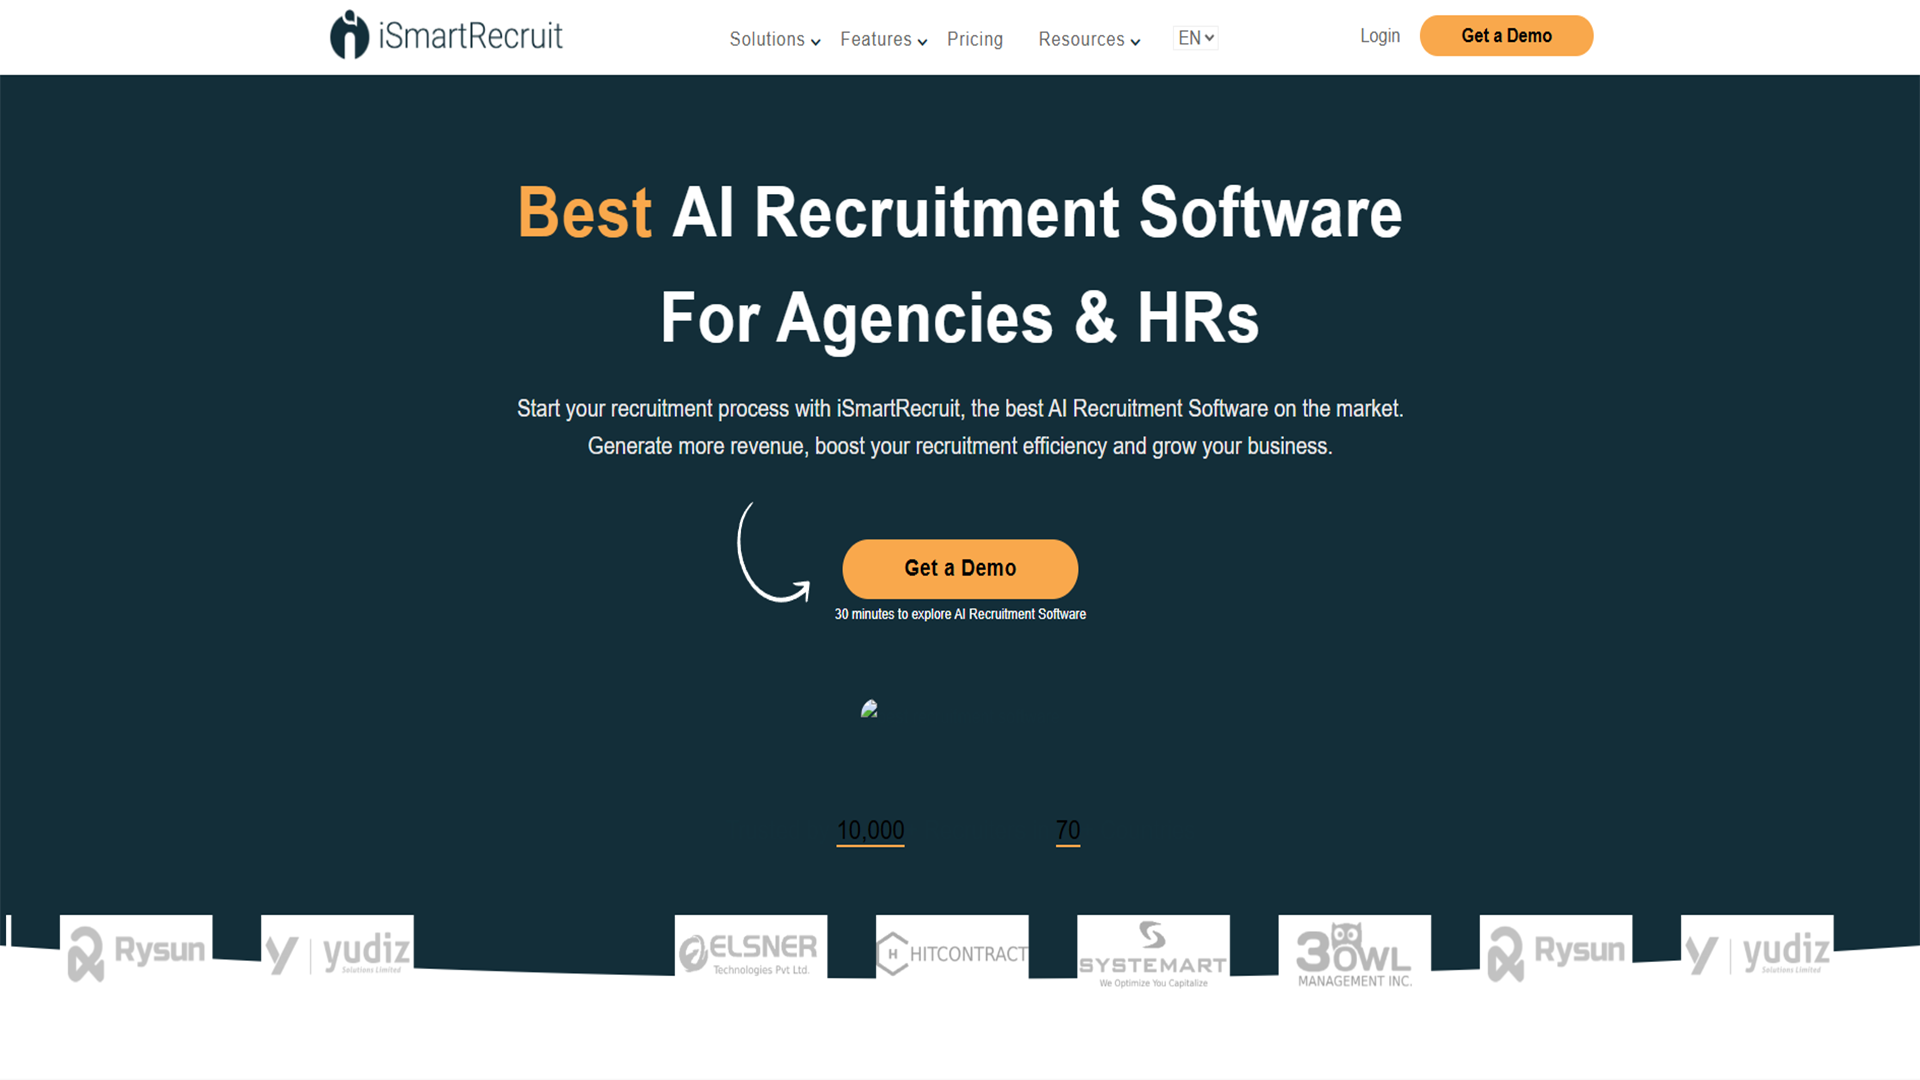 iSmartRecruit
Solutions Features Pricing Resources EN Login Get a Demo
Best AI Recruitment Software
For Agencies & HRs
Start your recruitment process with iSmartRecruit, the best AI Recruitment Software on the market.
Generate more revenue, boost your recruitment efficiency and grow your business.
Get a Demo
30 minutes to explore AI Recruitment Software
10,000 70
Rysun
yudiz
Solutions Limited
ELSNER
Technologies Pvt Ltd.
H HITCONTRACT
SYSTEMART
We Optimize You Capitalize
3 OWL
MANAGEMENT INC.
Rysun
yudiz
Solutions Limited